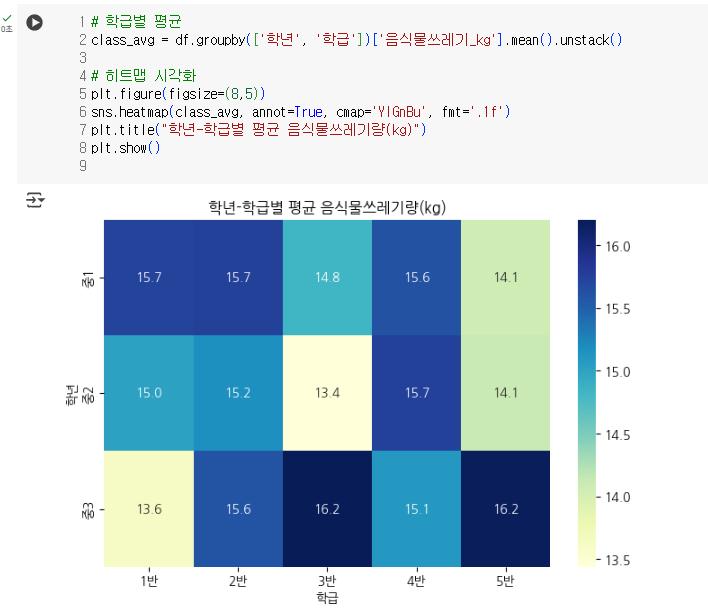 0초
1 # 학급별 평균
2 class_avg = df.groupby(['학년', '학급'])['음식물쓰레기_kg'].mean().unstack()
3
4 # 히트맵 시각화
5 plt.figure(figsize=(8,5))
6 sns.heatmap(class_avg, annot=True, cmap='YlGnBu', fmt='.1f')
7 plt.title("학년-학급별 평균 음식물쓰레기량(kg)")
8 plt.show()
9
학년-학급별 평균 음식물쓰레기량(kg)
중1 15.7 15.7 14.8 15.6 14.1
중2 15.0 15.2 13.4 15.7 14.1
중3 13.6 15.6 16.2 15.1 16.2
학년
1반 2반 3반 4반 5반
학급
16.0
15.5
15.0
14.5
14.0
13.5